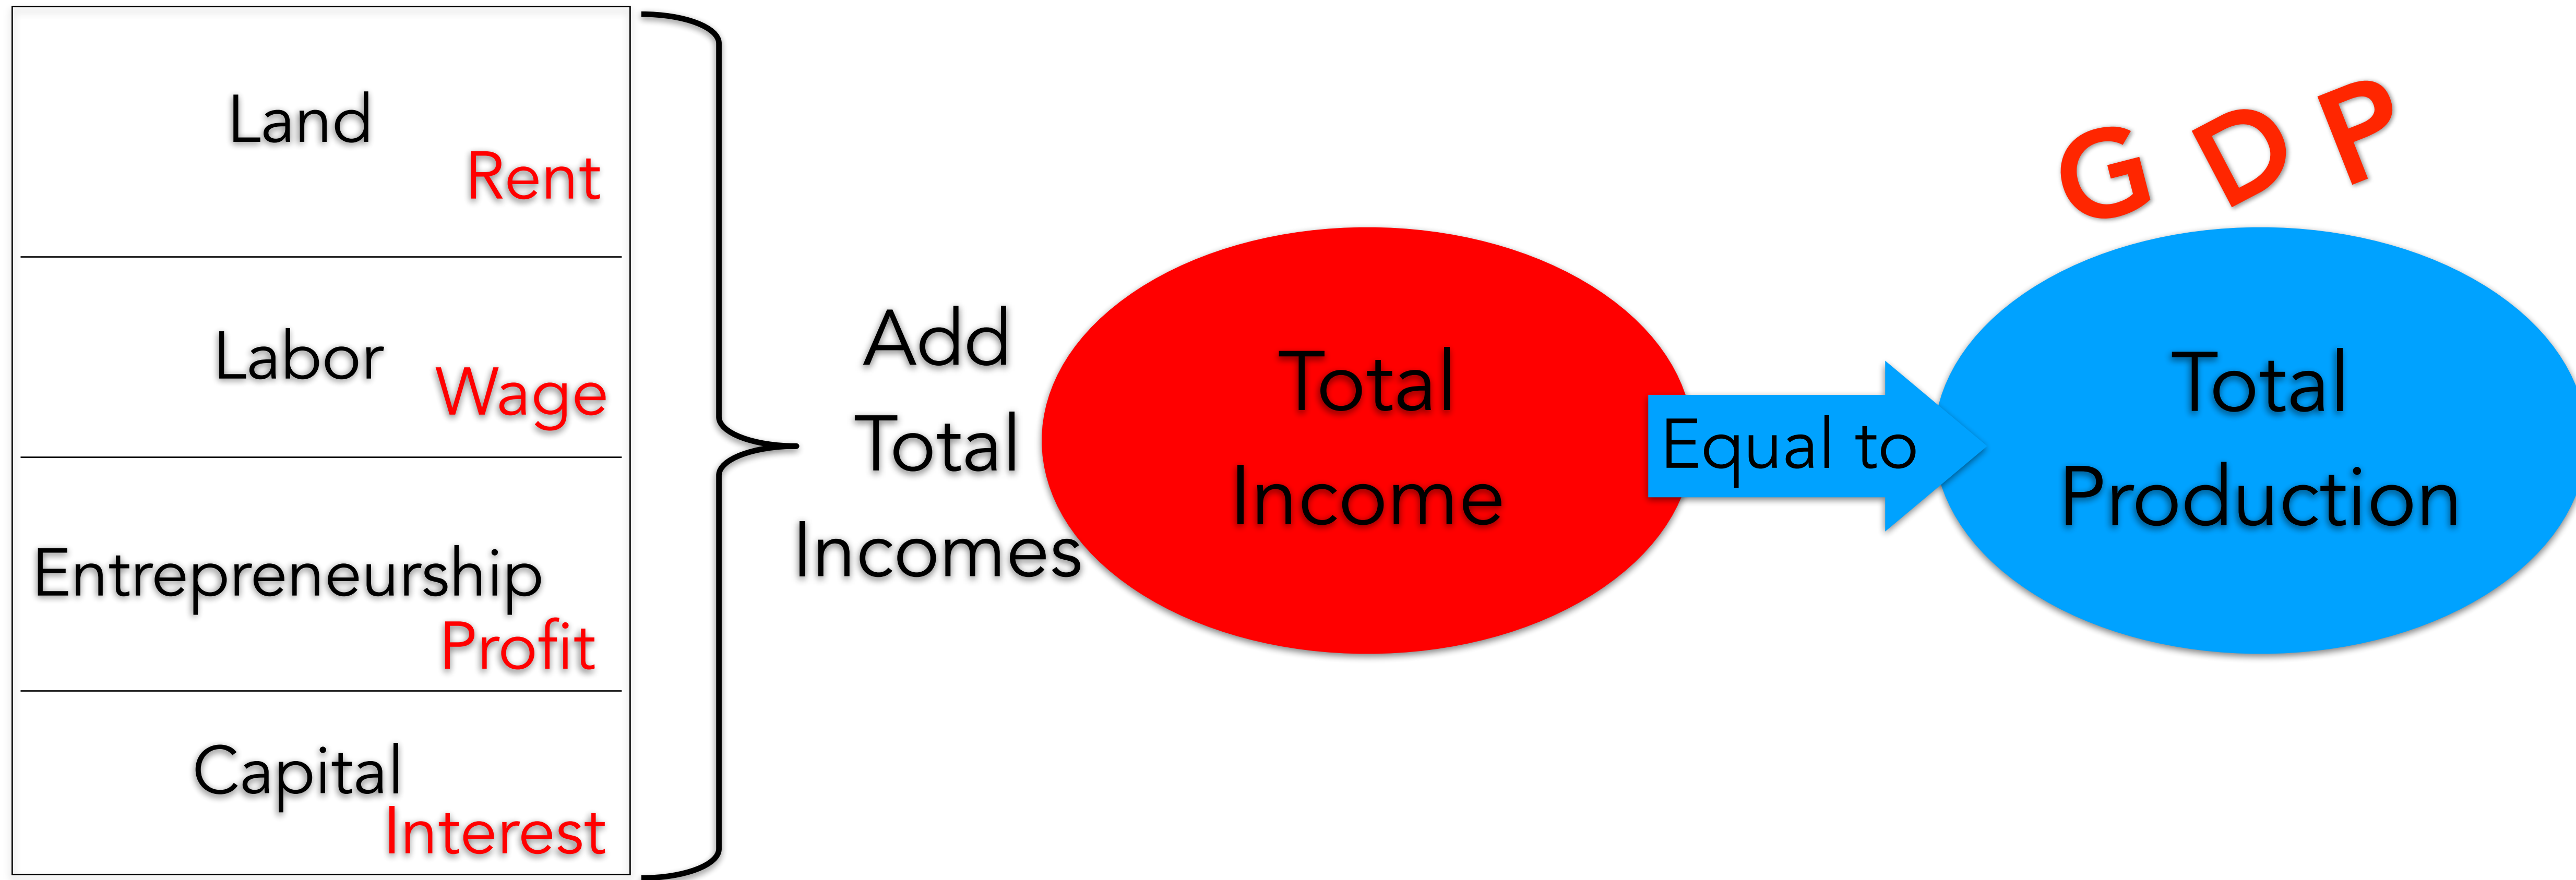 Land
Rent
Labor
Wage
Entrepreneurship
Profit
Capital
Interest
Add
Total
Incomes
Total
Income
Equal to
G D P
Total
Production